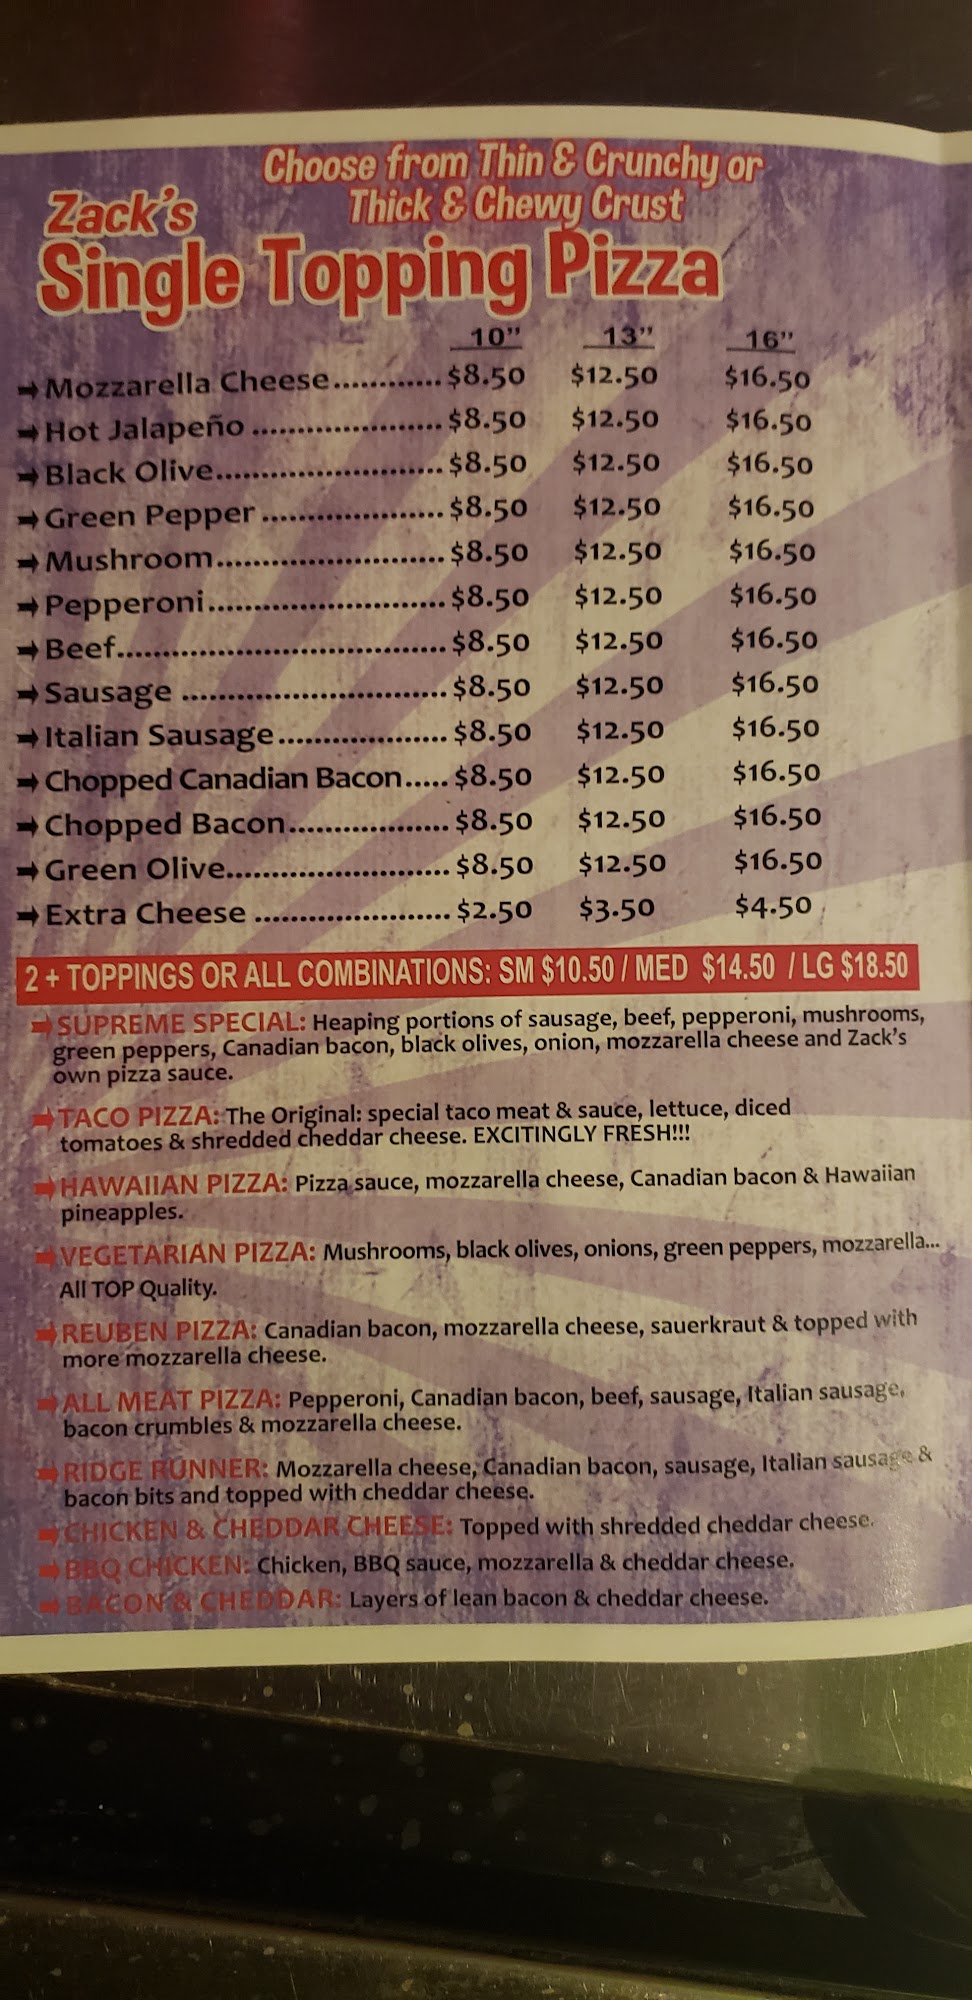 Choose from Thin & Crunchy or
Thick & Chewy Crust
Zack's
Single Topping Pizza
10" 13" 16"
Mozzarella Cheese............$8.50 $12.50 $16.50
Hot Jalapeño .....................$8.50 $12.50 $16.50
Black Olive.........................$8.50 $12.50 $16.50
Green Pepper ....................$8.50 $12.50 $16.50
Mushroom.........................$8.50 $12.50 $16.50
Pepperoni..........................$8.50 $12.50 $16.50
Beef....................................$8.50 $12.50 $16.50
Sausage .............................$8.50 $12.50 $16.50
Italian Sausage...................$8.50 $12.50 $16.50
Chopped Canadian Bacon.....$8.50 $12.50 $16.50
Chopped Bacon..................$8.50 $12.50 $16.50
Green Olive.........................$8.50 $12.50 $16.50
Extra Cheese ......................$2.50 $3.50 $4.50
2 + TOPPINGS OR ALL COMBINATIONS: SM $10.50 / MED $14.50 / LG $18.50
SUPREME SPECIAL: Heaping portions of sausage, beef, pepperoni, mushrooms,
green peppers, Canadian bacon, black olives, onion, mozzarella cheese and Zack's
own pizza sauce.
TACO PIZZA: The Original: special taco meat & sauce, lettuce, diced
tomatoes & shredded cheddar cheese. EXCITINGLY FRESH!!!
HAWAIIAN PIZZA: Pizza sauce, mozzarella cheese, Canadian bacon & Hawaiian
pineapples.
VEGETARIAN PIZZA: Mushrooms, black olives, onions, green peppers, mozzarella...
All TOP Quality.
REUBEN PIZZA: Canadian bacon, mozzarella cheese, sauerkraut & topped with
more mozzarella cheese.
ALL MEAT PIZZA: Pepperoni, Canadian bacon, beef, sausage, Italian sausage,
bacon crumbles & mozzarella cheese.
RIDGE RUNNER: Mozzarella cheese, Canadian bacon, sausage, Italian sausage &
bacon bits and topped with cheddar cheese.
CHICKEN & CHEDDAR CHEESE: Topped with shredded cheddar cheese.
BBQ CHICKEN: Chicken, BBQ sauce, mozzarella & cheddar cheese.
BACON & CHEDDAR: Layers of lean bacon & cheddar cheese.